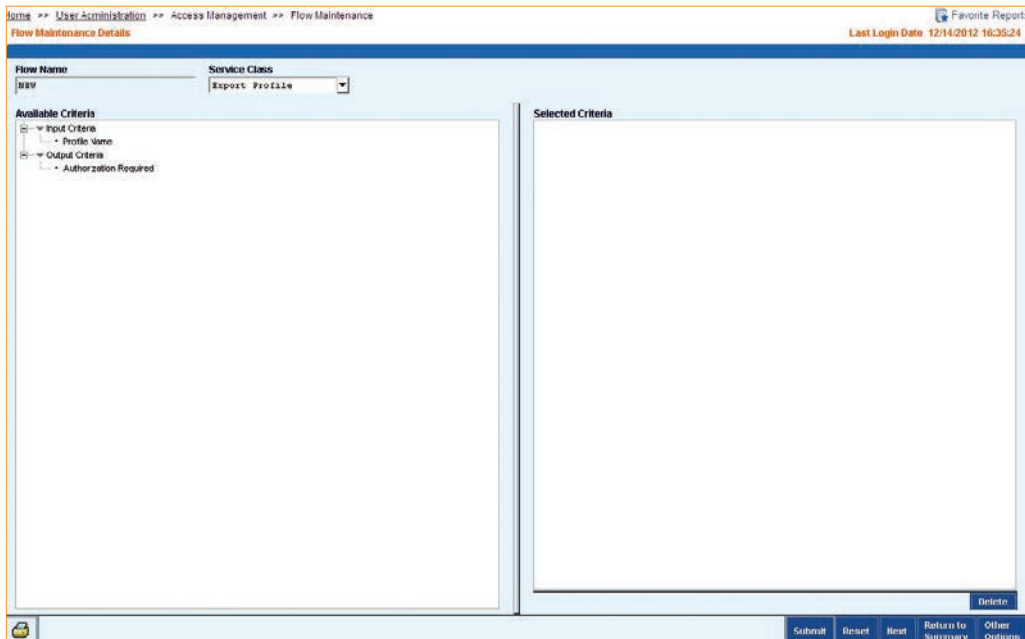 Home >> User Administration >> Access Management >> Flow Maintenance
Favorite Report
Flow Maintenance Details
Last Login Date 12/14/2012 16:35:24
Flow Name
Service Class
NEW
Export Profile
Available Criteria
Selected Criteria
Input Criteria
Profile Name
Output Criteria
Authorization Required
Delete
Submit
Reset
Next
Return to Summary
Other Options